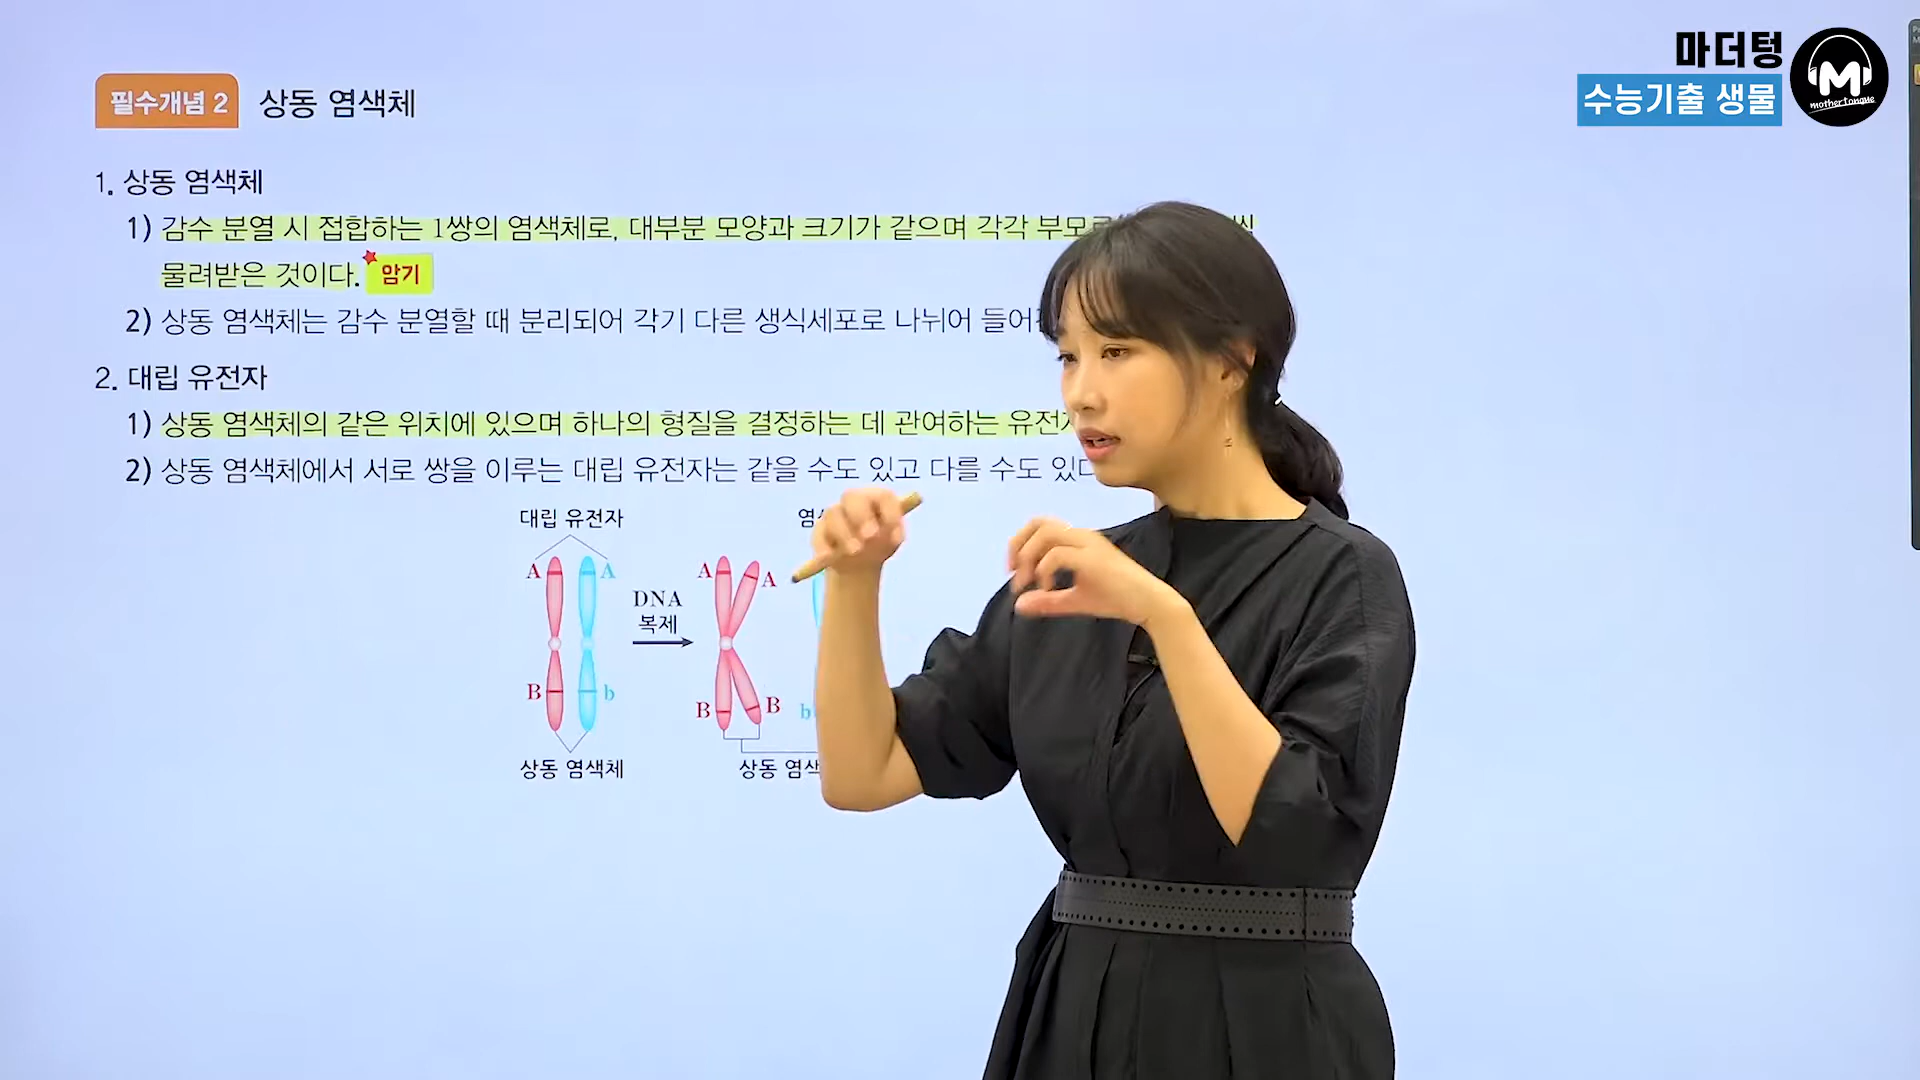 마더텅
수능기출 생물
mothertongue
필수개념 2 상동 염색체
1. 상동 염색체
1) 감수 분열 시 접합하는 1쌍의 염색체로, 대부분 모양과 크기가 같으며 각각
물려받은 것이다. 암기
2) 상동 염색체는 감수 분열할 때 분리되어 각기 다른 생식세포로 나뉘어
2. 대립 유전자
1) 상동 염색체의 같은 위치에 있으며 하나의 형질을 결정하는 데 관여하는
2) 상동 염색체에서 서로 쌍을 이루는 대립 유전자는 같을 수도 있고 다를 수도
대립 유전자
A A A A
DNA
복제
B b B B b
상동 염색체 상동